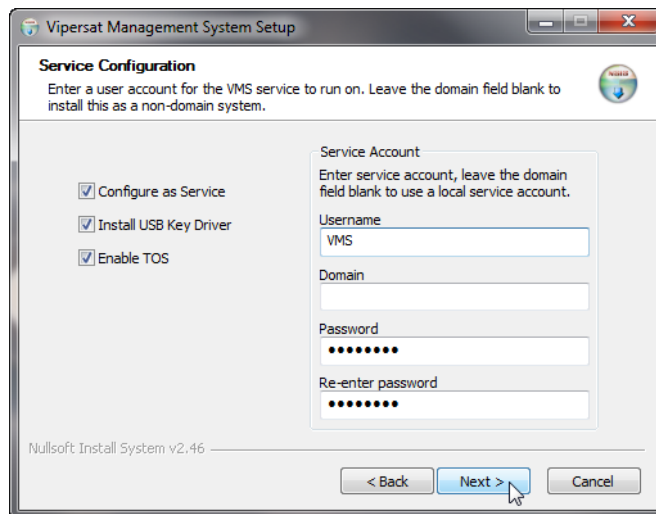 Vipersat Management System Setup
Service Configuration
Enter a user account for the VMS service to run on. Leave the domain field blank to
install this as a non-domain system.
Configure as Service
Install USB Key Driver
Enable TOS
Service Account
Enter service account, leave the domain
field blank to use a local service account.
Username
VMS
Domain
Password
••••••••
Re-enter password
••••••••
Nullsoft Install System v2.46
< Back
Next >
Cancel